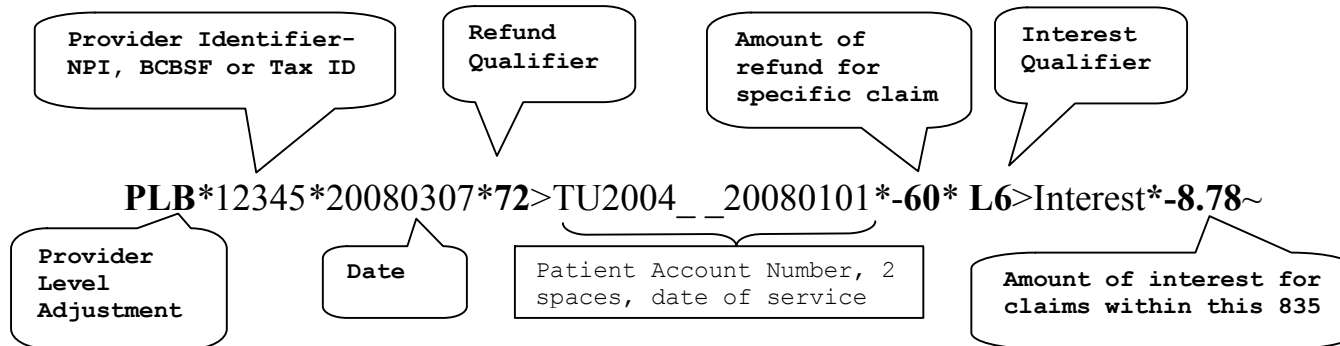 Provider Identifier-
NPI, BCBSF or Tax ID
Refund
Qualifier
Amount of
refund for
specific claim
Interest
Qualifier
PLB*12345*20080307*72>TU2004_ _20080101*-60* L6>Interest*-8.78~
Provider
Level
Adjustment
Date
Patient Account Number, 2
spaces, date of service
Amount of interest for
claims within this 835